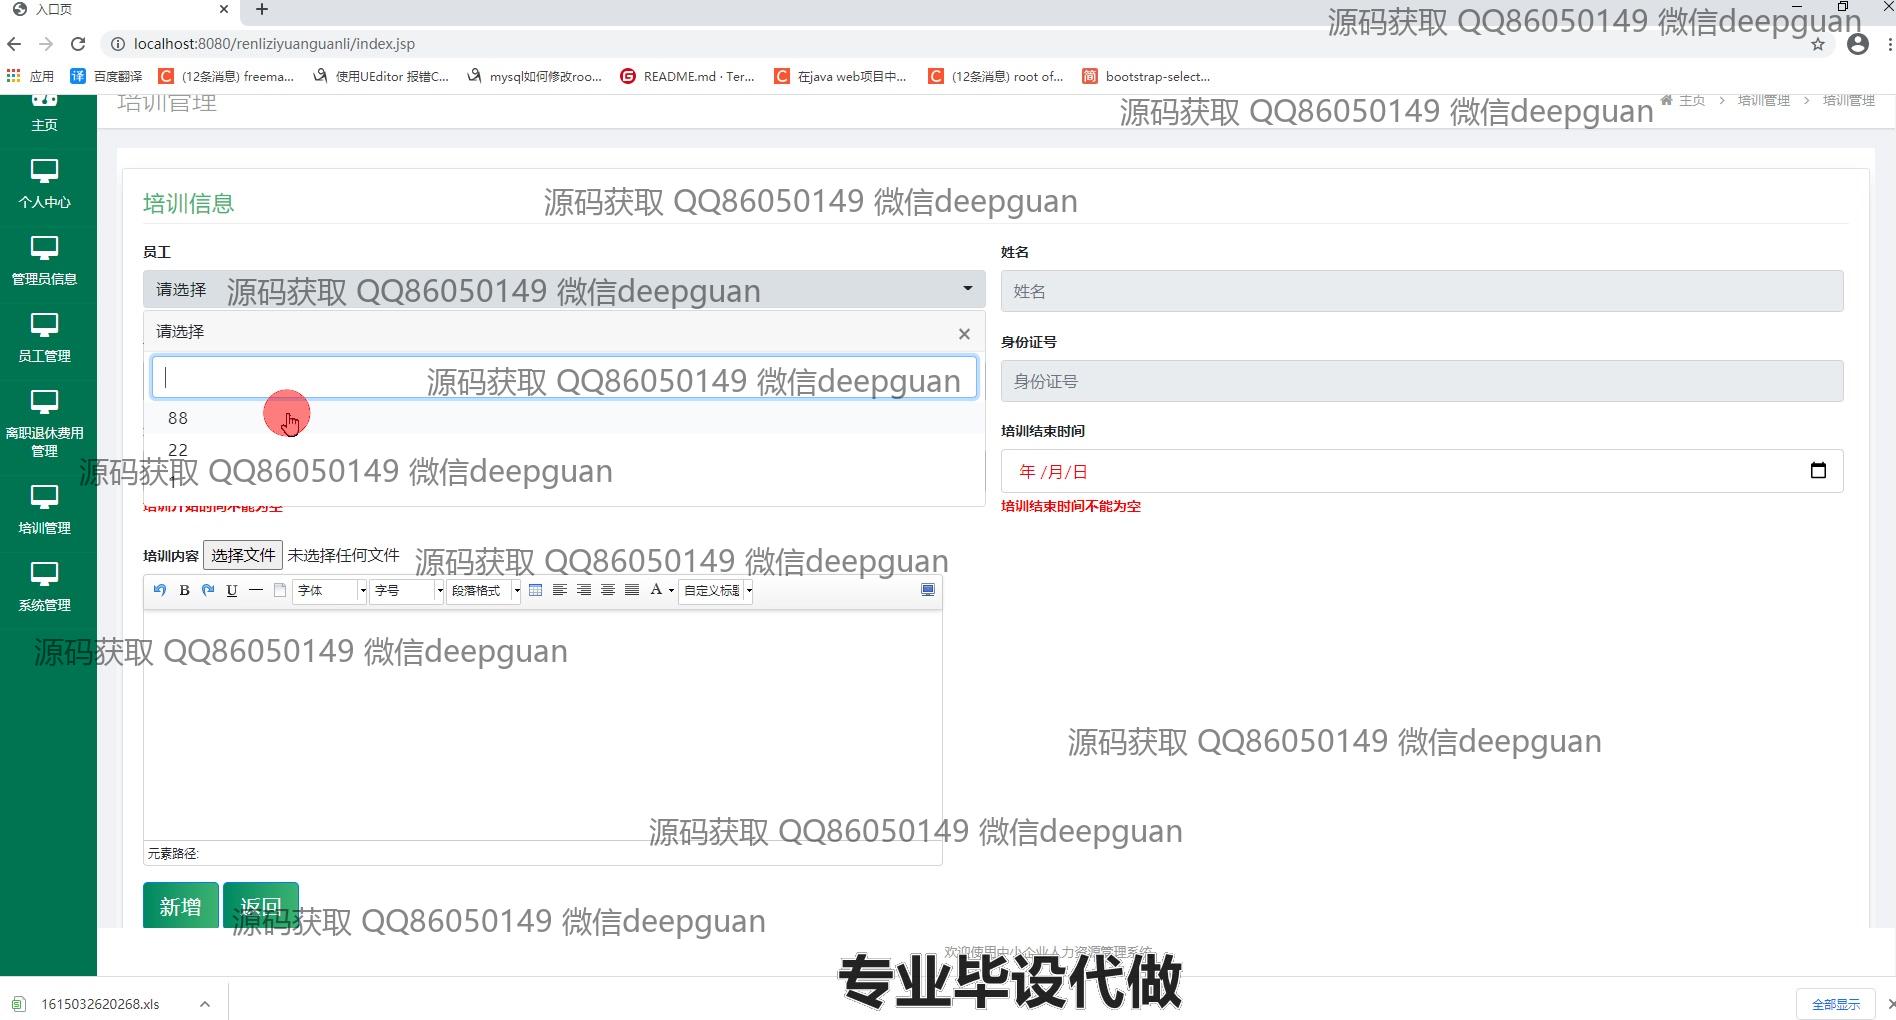 入口页
源码获取 QQ86050149 微信deepguan
localhost:8080/renliziyuanguanli/index.jsp
应用 百度翻译 (12条消息) freema... 使用UEditor 报错C... mysql如何修改roo... README.md · Ter... 在java web项目中... (12条消息) root of... bootstrap-select...
培训管理
主页 > 培训管理 > 培训管理
源码获取 QQ86050149 微信deepguan
主页
个人中心
管理员信息
员工管理
离职退休费用
管理
培训管理
系统管理
培训信息
源码获取 QQ86050149 微信deepguan
员工
姓名
请选择
源码获取 QQ86050149 微信deepguan
姓名
请选择 ×
身份证号
源码获取 QQ86050149 微信deepguan
身份证号
88
培训结束时间
22
源码获取 QQ86050149 微信deepguan
年 /月/日
培训开始时间不能为空
培训结束时间不能为空
培训内容 选择文件 未选择任何文件
源码获取 QQ86050149 微信deepguan
B U 字体 字号 段落格式 A 自定义标题
源码获取 QQ86050149 微信deepguan
源码获取 QQ86050149 微信deepguan
源码获取 QQ86050149 微信deepguan
元素路径:
新增 返回
源码获取 QQ86050149 微信deepguan
欢迎使用中小企业人力资源管理系统
专业毕设代做
1615032620268.xls
全部显示